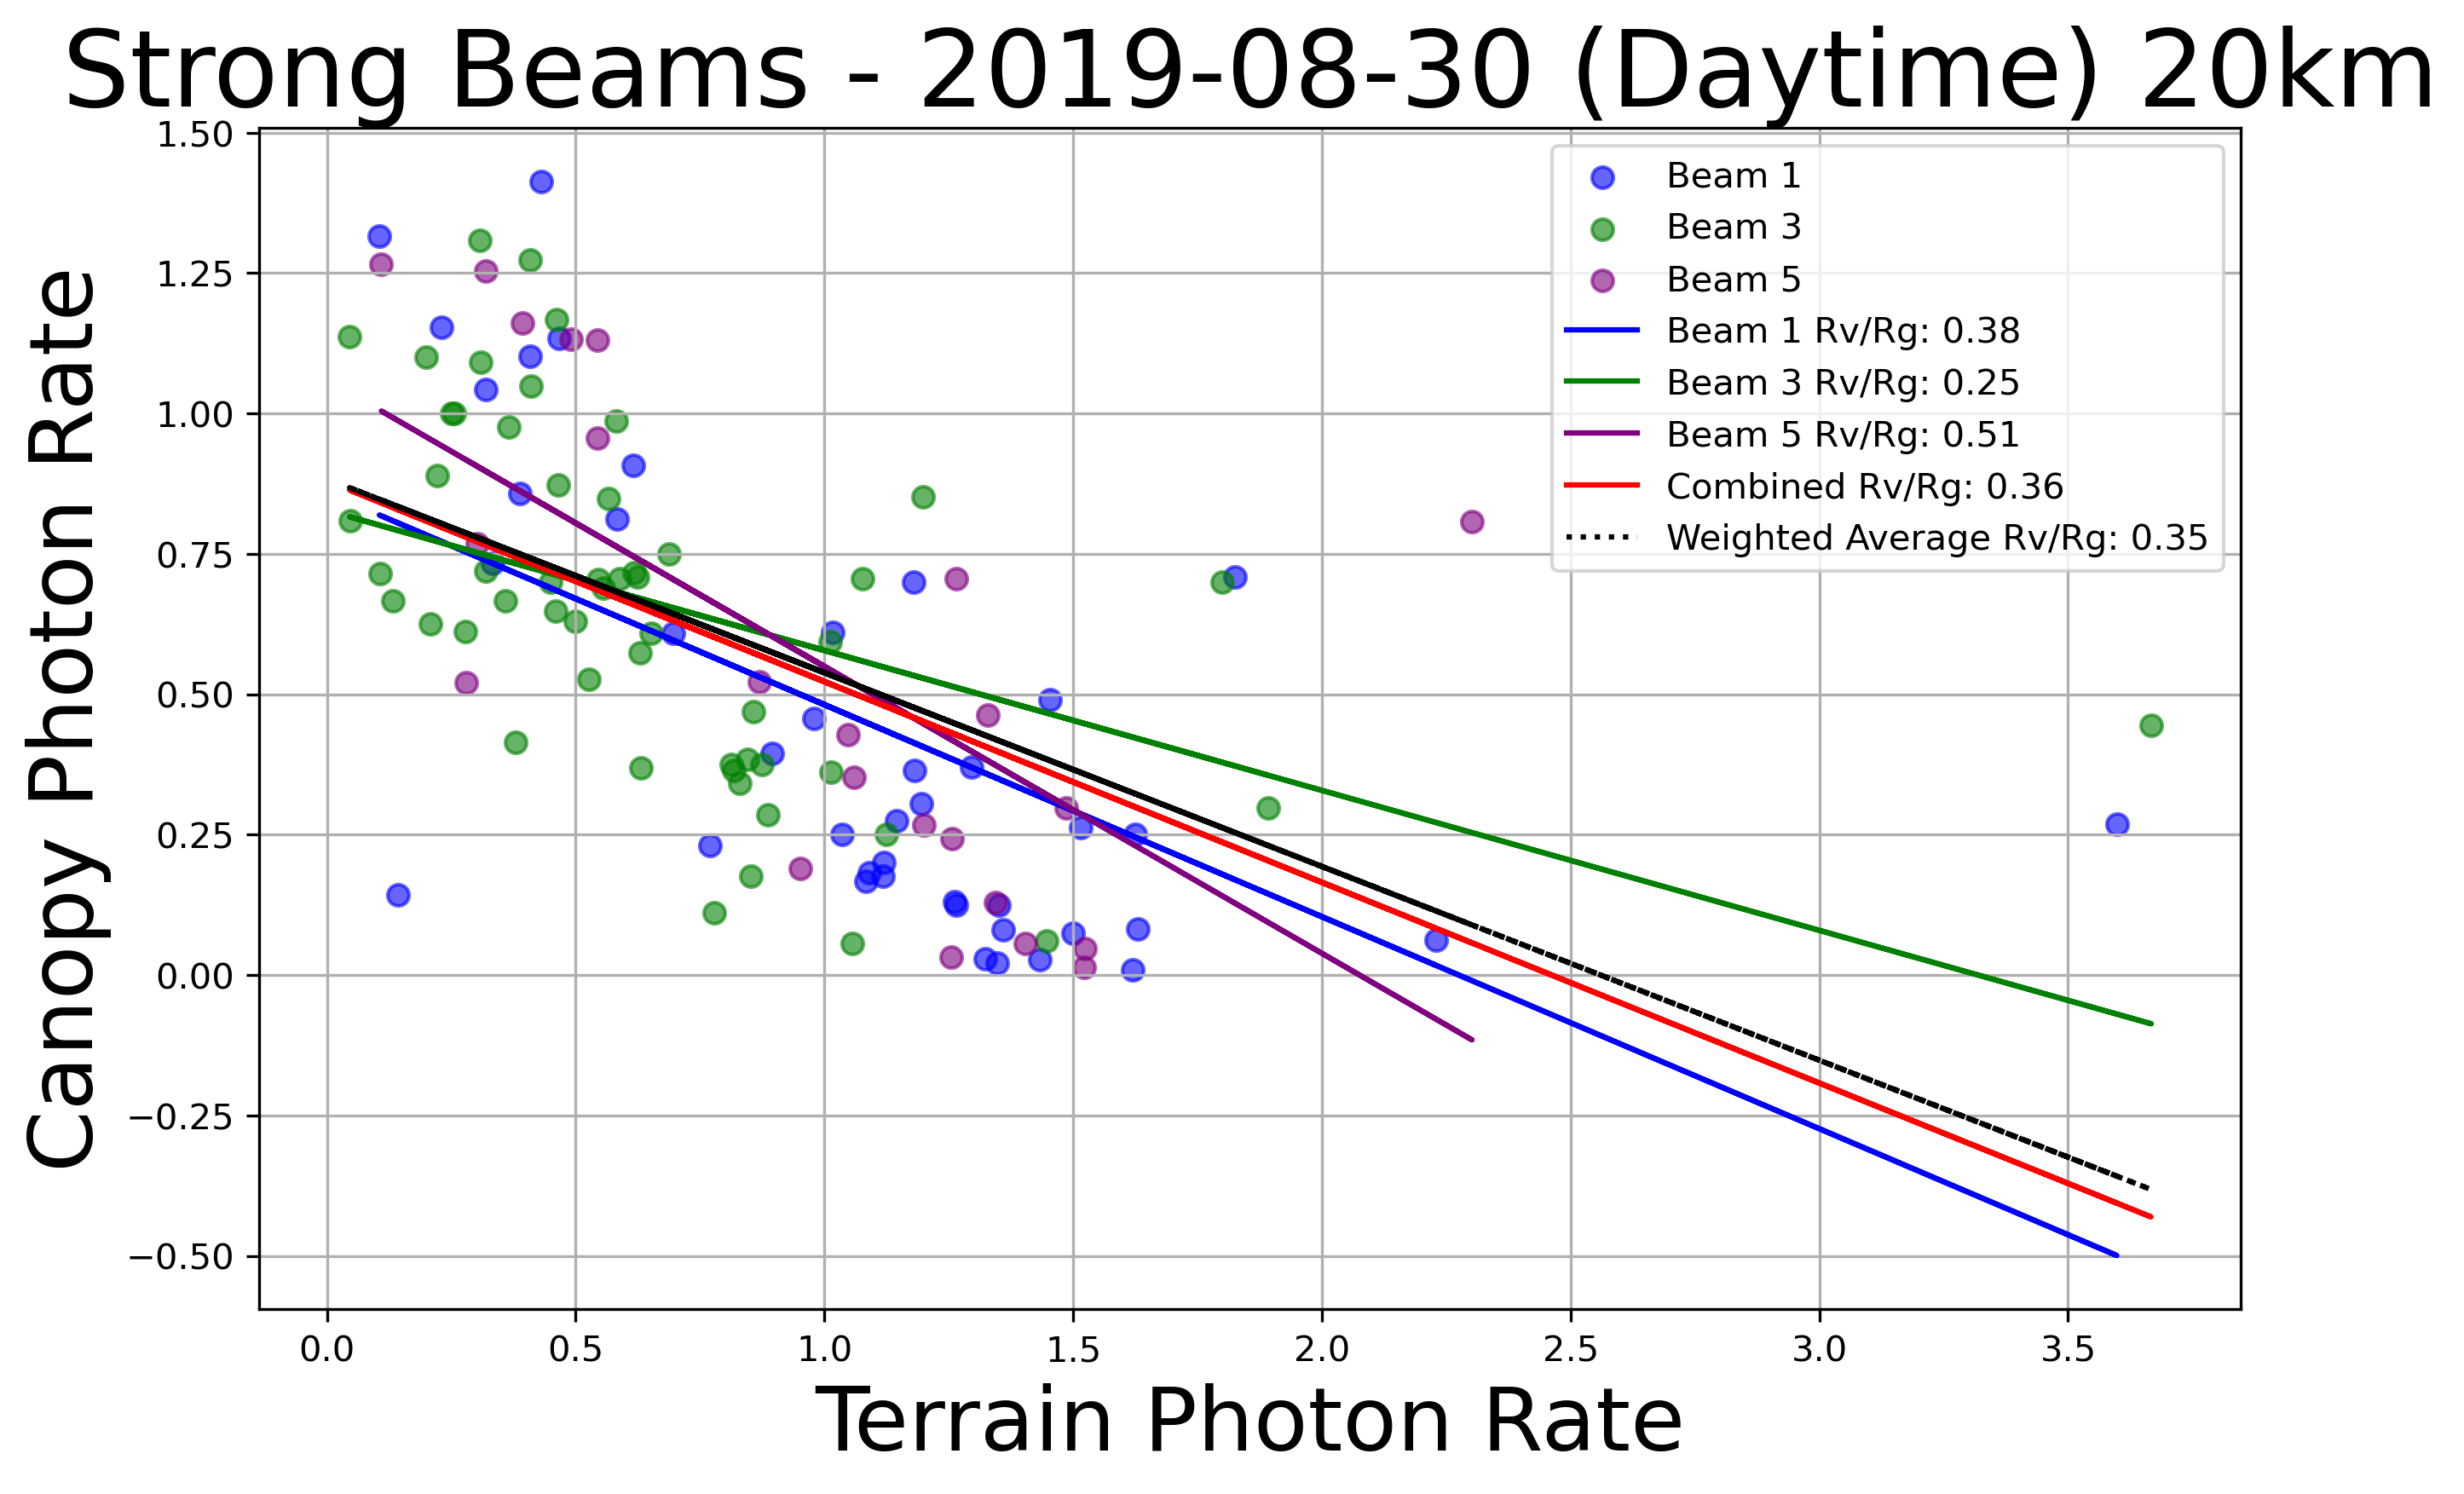 Strong Beams - 2019-08-30 (Daytime) 20km
Canopy Photon Rate
1.50
1.25
1.00
0.75
0.50
0.25
0.00
−0.25
−0.50
Beam 1
Beam 3
Beam 5
Beam 1 Rv/Rg: 0.38
Beam 3 Rv/Rg: 0.25
Beam 5 Rv/Rg: 0.51
Combined Rv/Rg: 0.36
Weighted Average Rv/Rg: 0.35
0.0 0.5 1.0 1.5 2.0 2.5 3.0 3.5
Terrain Photon Rate